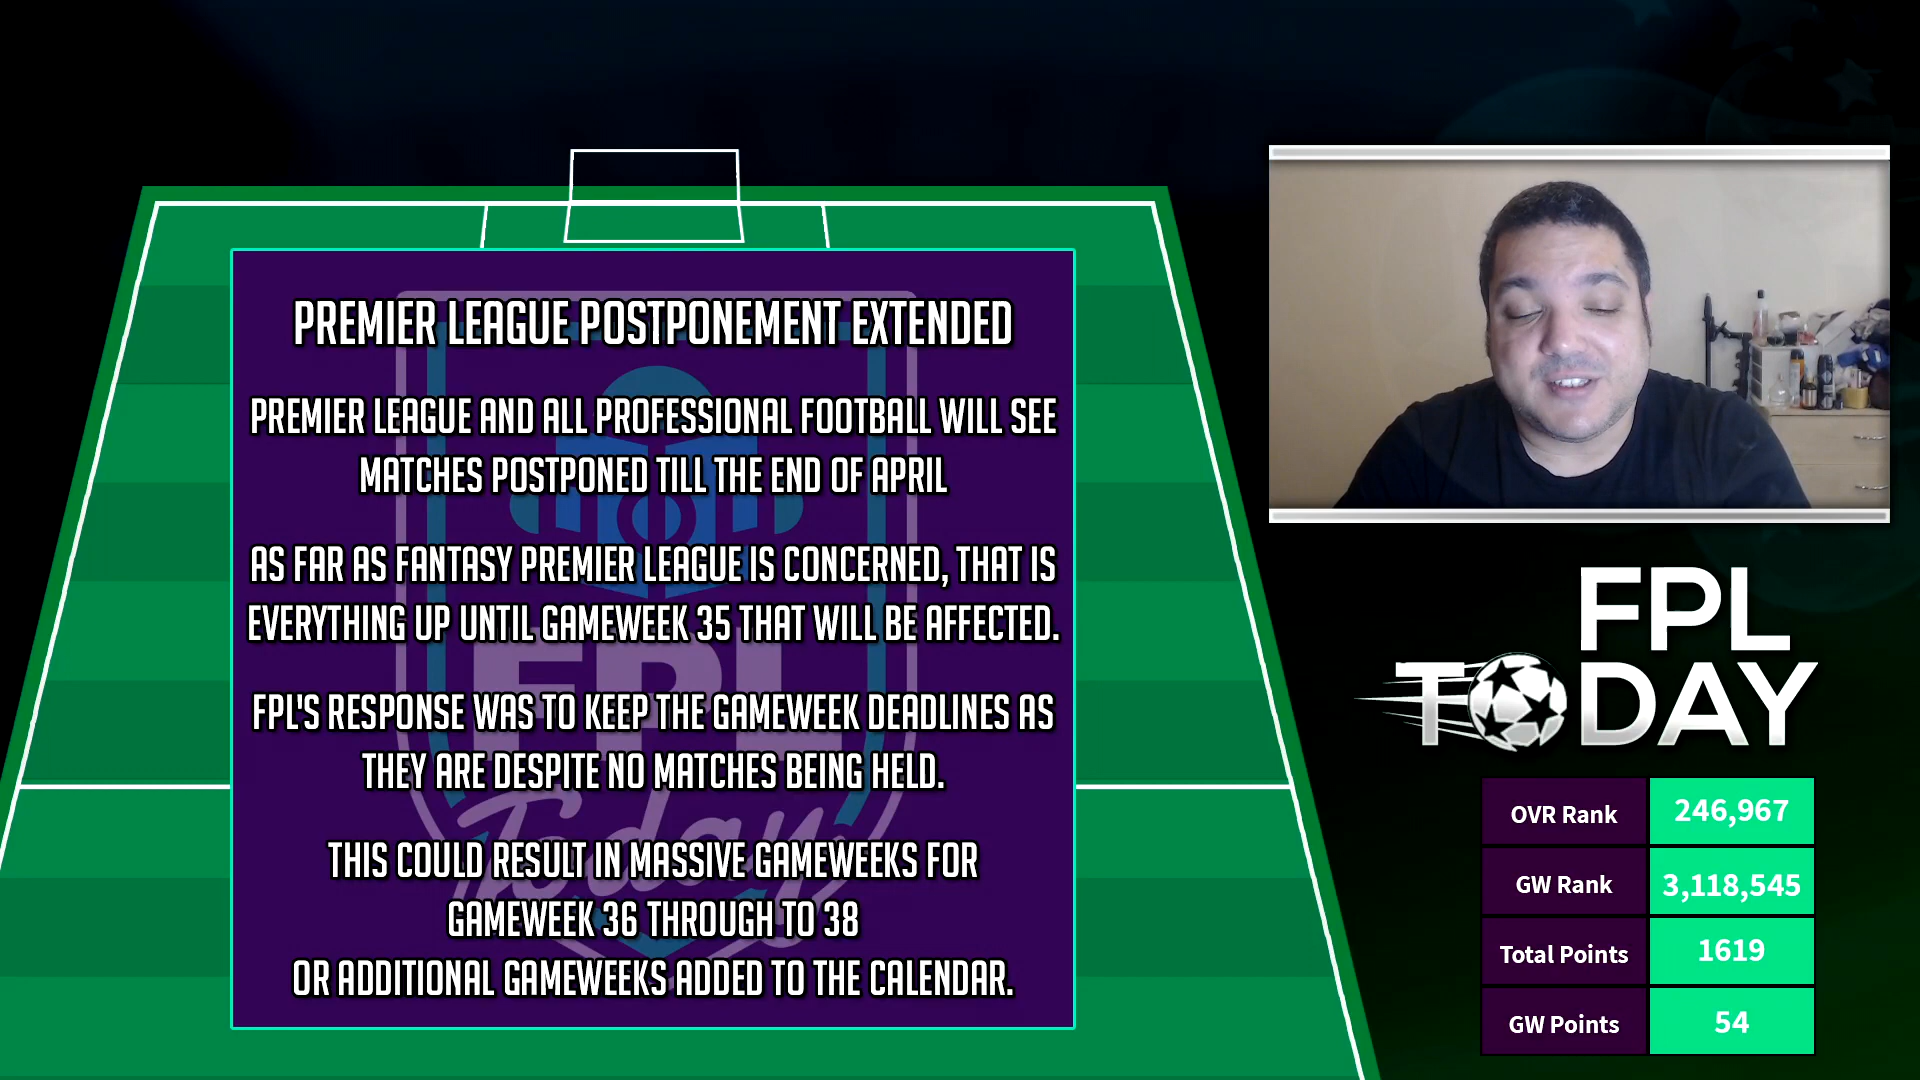 PREMIER LEAGUE POSTPONEMENT EXTENDED
PREMIER LEAGUE AND ALL PROFESSIONAL FOOTBALL WILL SEE
MATCHES POSTPONED TILL THE END OF APRIL
AS FAR AS FANTASY PREMIER LEAGUE IS CONCERNED, THAT IS
EVERYTHING UP UNTIL GAMEWEEK 35 THAT WILL BE AFFECTED.
FPL'S RESPONSE WAS TO KEEP THE GAMEWEEK DEADLINES AS
THEY ARE DESPITE NO MATCHES BEING HELD.
THIS COULD RESULT IN MASSIVE GAMEWEEKS FOR
GAMEWEEK 36 THROUGH TO 38
OR ADDITIONAL GAMEWEEKS ADDED TO THE CALENDAR.
FPL
Today
FPL
TODAY
OVR Rank 246,967
GW Rank 3,118,545
Total Points 1619
GW Points 54